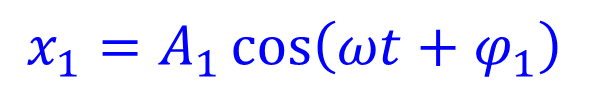 x₁ = A₁ cos(ωt + φ₁)